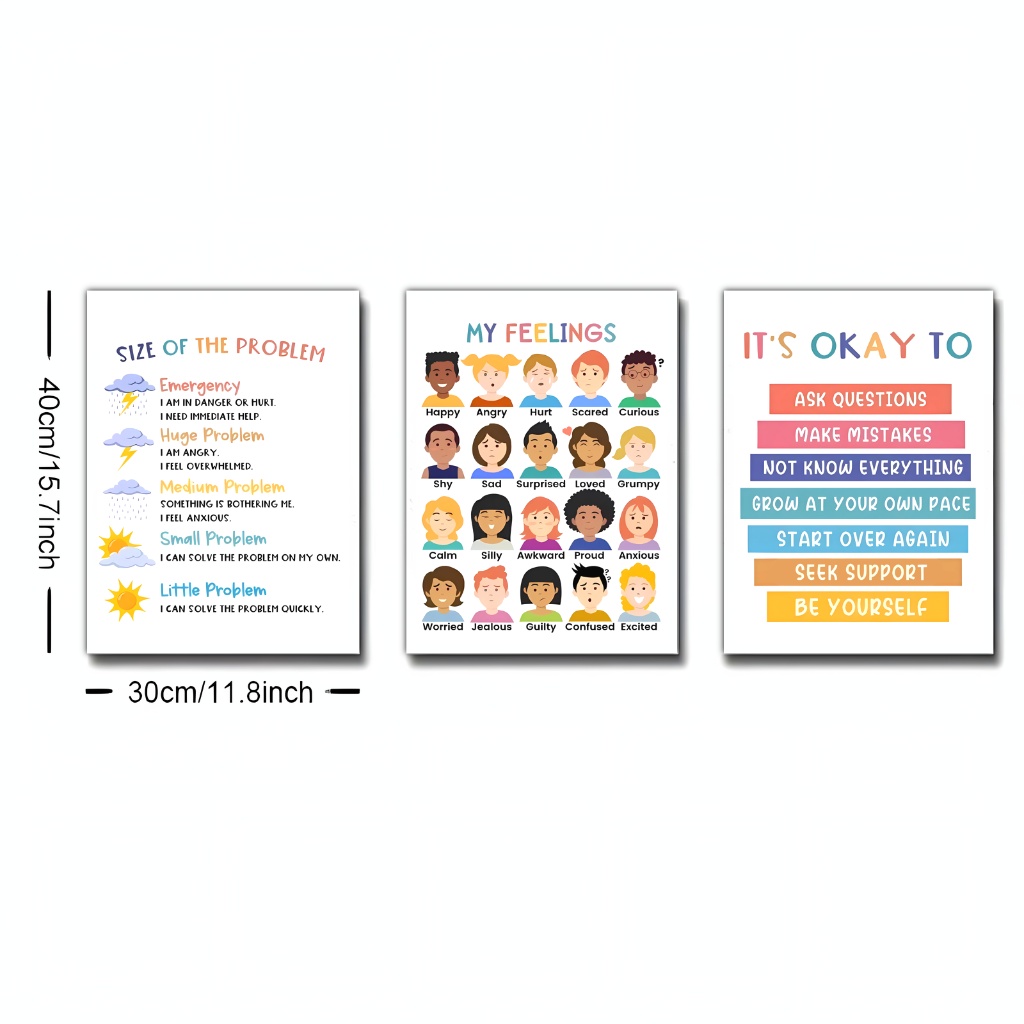 40cm/15.7inch
30cm/11.8inch
SIZE OF THE PROBLEM
Emergency
I AM IN DANGER OR HURT.
I NEED IMMEDIATE HELP.
Huge Problem
I AM ANGRY.
I FEEL OVERWHELMED.
Medium Problem
SOMETHING IS BOTHERING ME.
I FEEL ANXIOUS.
Small Problem
I CAN SOLVE THE PROBLEM ON MY OWN.
Little Problem
I CAN SOLVE THE PROBLEM QUICKLY.
MY FEELINGS
?
Happy Angry Hurt Scared Curious
Shy Sad Surprised Loved Grumpy
Calm Silly Awkward Proud Anxious
? ?
Worried Jealous Guilty Confused Excited
IT'S OKAY TO
ASK QUESTIONS
MAKE MISTAKES
NOT KNOW EVERYTHING
GROW AT YOUR OWN PACE
START OVER AGAIN
SEEK SUPPORT
BE YOURSELF